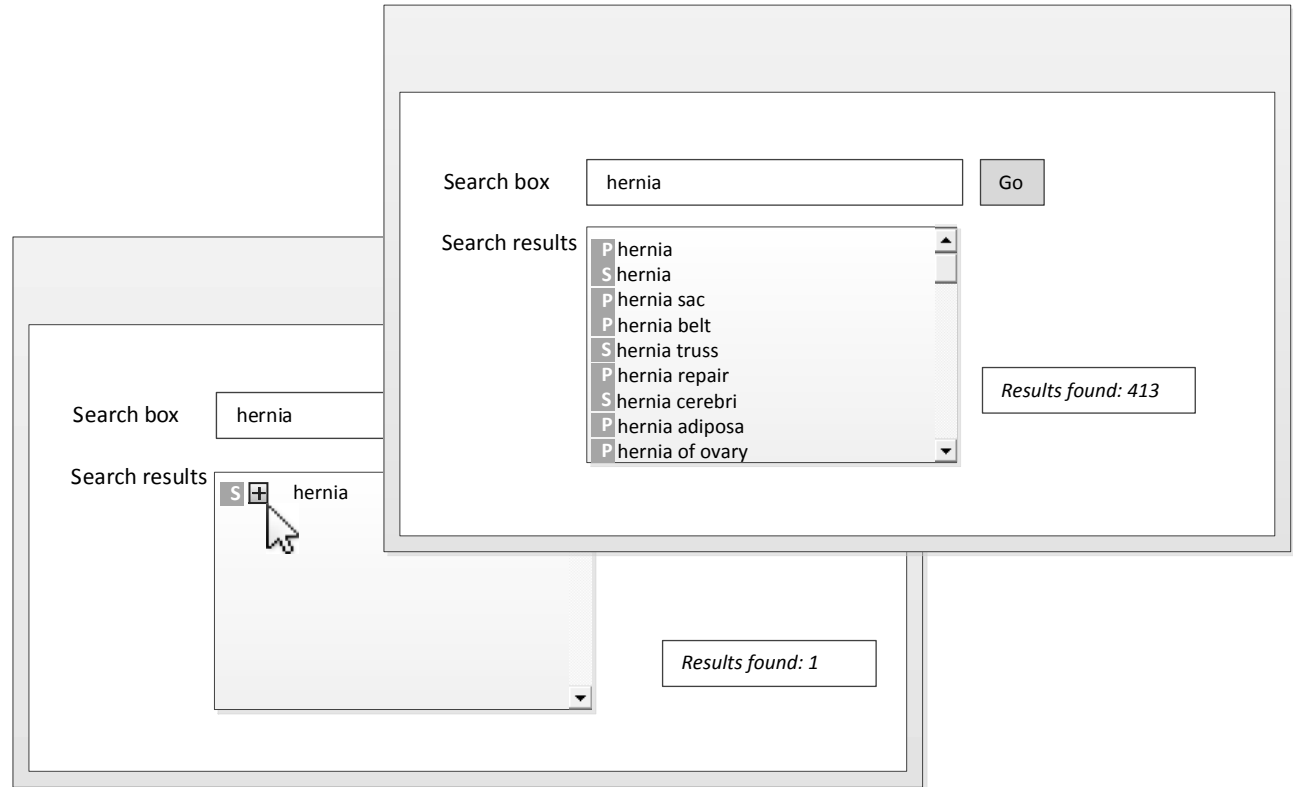 Search box hernia Go
Search results
P hernia
S hernia
P hernia sac
P hernia belt
S hernia truss
P hernia repair
S hernia cerebri
P hernia adiposa
P hernia of ovary
Results found: 413
Search box hernia
Search results
S + hernia
Results found: 1